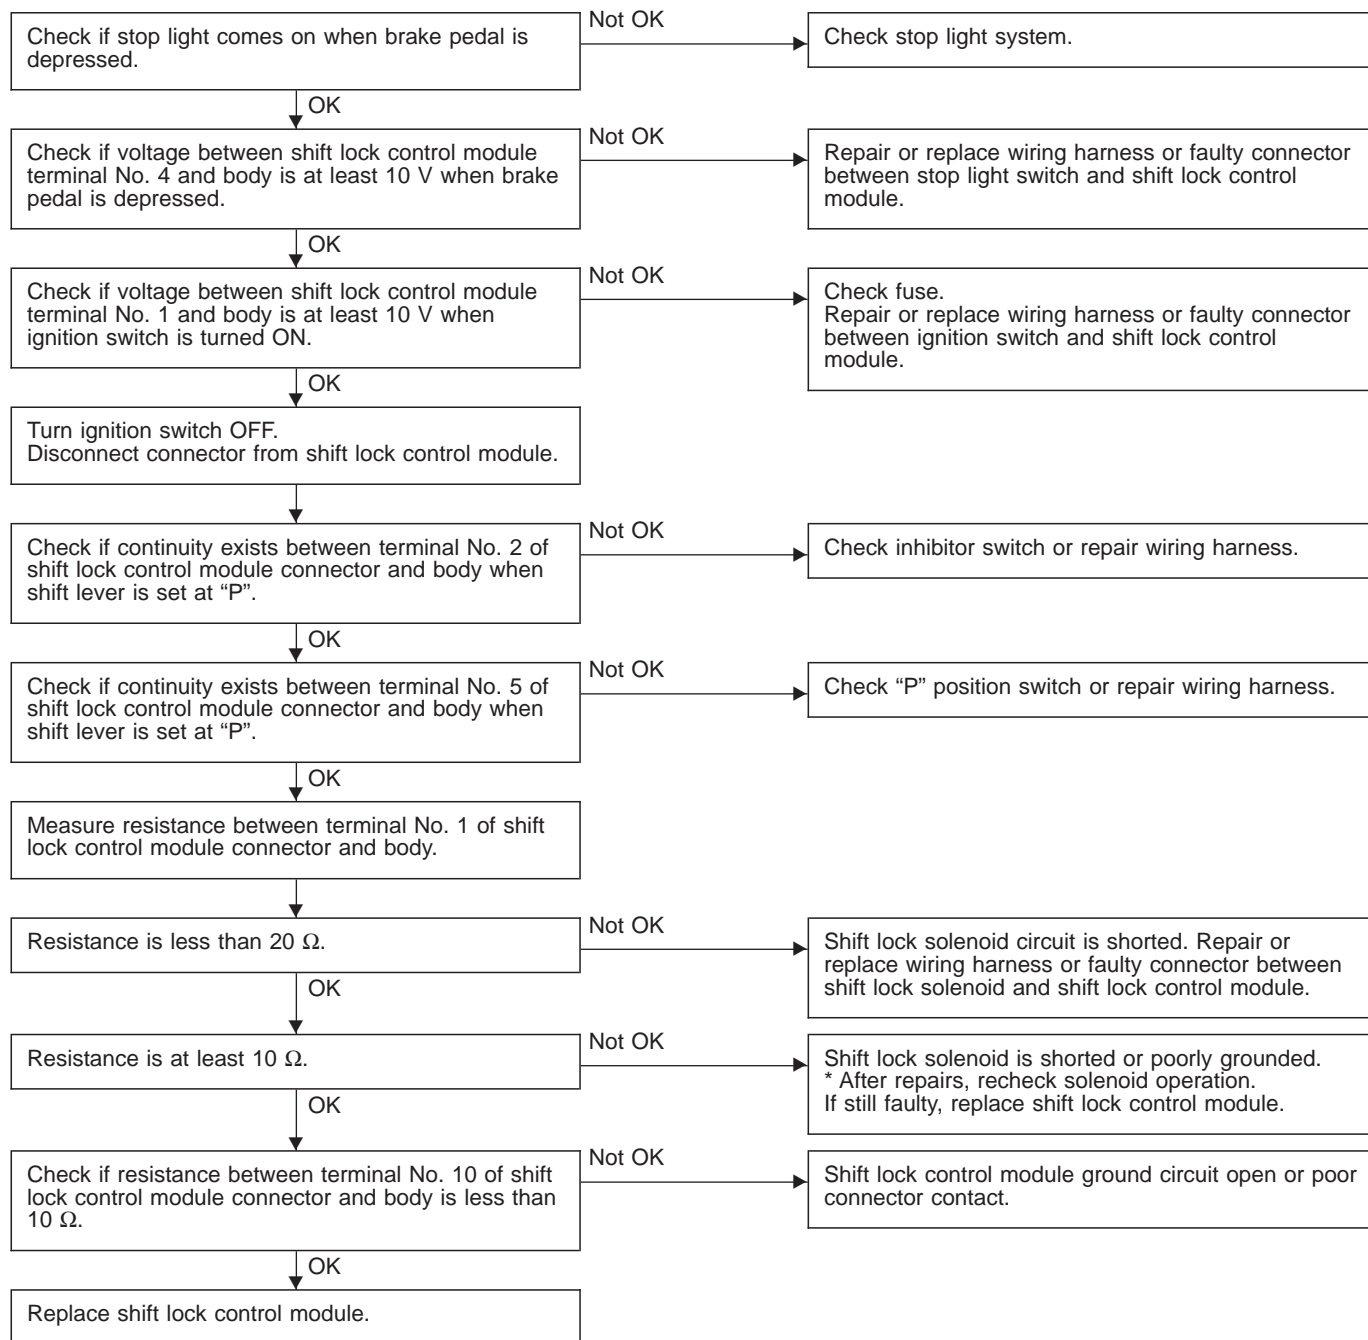 Check if stop light comes on when brake pedal is
depressed.
Not OK
Check stop light system.
OK
Check if voltage between shift lock control module
terminal No. 4 and body is at least 10 V when brake
pedal is depressed.
Not OK
Repair or replace wiring harness or faulty connector
between stop light switch and shift lock control
module.
OK
Check if voltage between shift lock control module
terminal No. 1 and body is at least 10 V when
ignition switch is turned ON.
Not OK
Check fuse.
Repair or replace wiring harness or faulty connector
between ignition switch and shift lock control
module.
OK
Turn ignition switch OFF.
Disconnect connector from shift lock control module.
Check if continuity exists between terminal No. 2 of
shift lock control module connector and body when
shift lever is set at “P”.
Not OK
Check inhibitor switch or repair wiring harness.
OK
Check if continuity exists between terminal No. 5 of
shift lock control module connector and body when
shift lever is set at “P”.
Not OK
Check “P” position switch or repair wiring harness.
OK
Measure resistance between terminal No. 1 of shift
lock control module connector and body.
Resistance is less than 20 Ω.
Not OK
Shift lock solenoid circuit is shorted. Repair or
replace wiring harness or faulty connector between
shift lock solenoid and shift lock control module.
OK
Resistance is at least 10 Ω.
Not OK
Shift lock solenoid is shorted or poorly grounded.
* After repairs, recheck solenoid operation.
If still faulty, replace shift lock control module.
OK
Check if resistance between terminal No. 10 of shift
lock control module connector and body is less than
10 Ω.
Not OK
Shift lock control module ground circuit open or poor
connector contact.
OK
Replace shift lock control module.